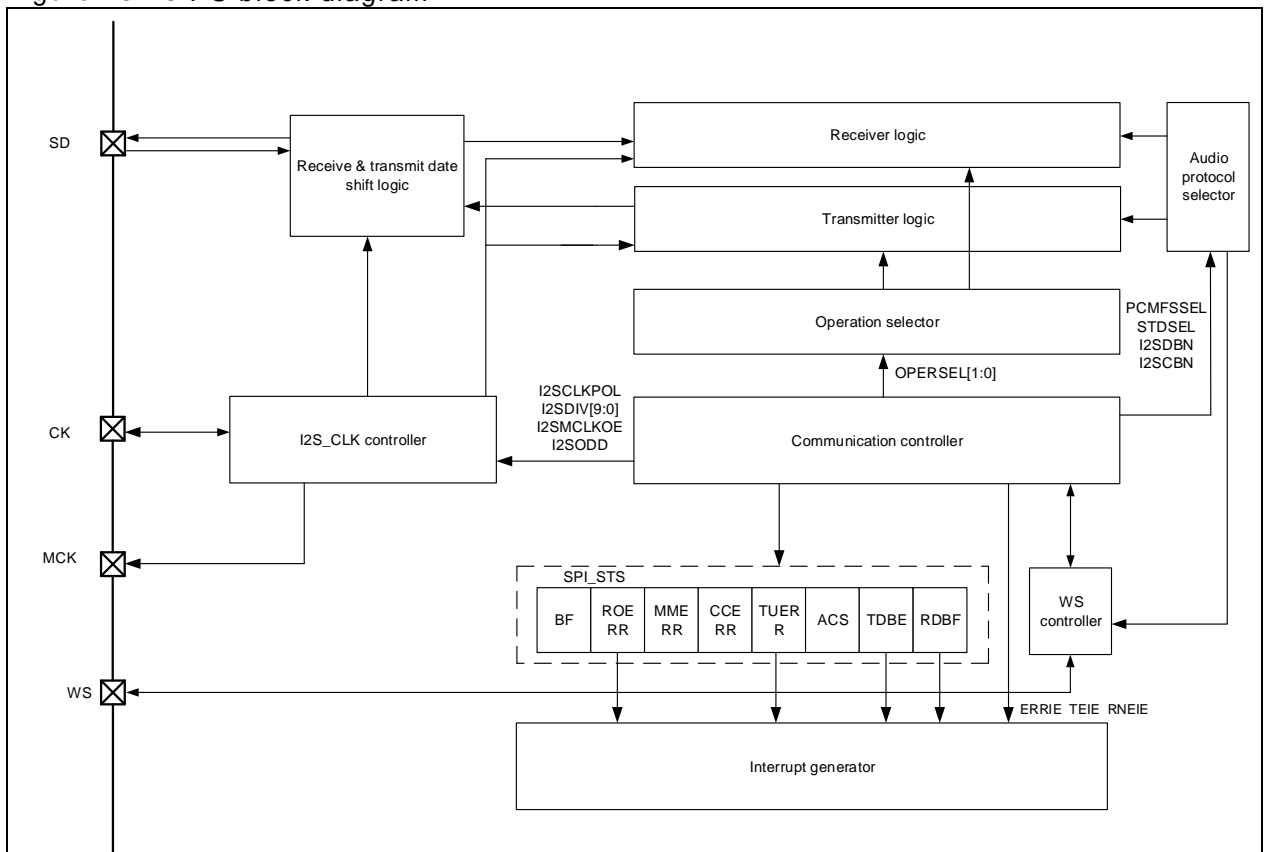 SD
Receive & transmit date
shift logic
Receiver logic
Audio
protocol
selector
Transmitter logic
Operation selector
PCMFSSEL
STDSEL
I2SDBN
I2SCBN
OPERSEL[1:0]
I2SCLKPOL
I2SDIV[9:0]
I2SMCLKOE
I2SODD
CK
I2S_CLK controller
Communication controller
MCK
SPI_STS
BF
ROE
RR
MME
RR
CCE
RR
TUER
R
ACS
TDBE
RDBF
WS
controller
WS
ERRIE TEIE RNEIE
Interrupt generator